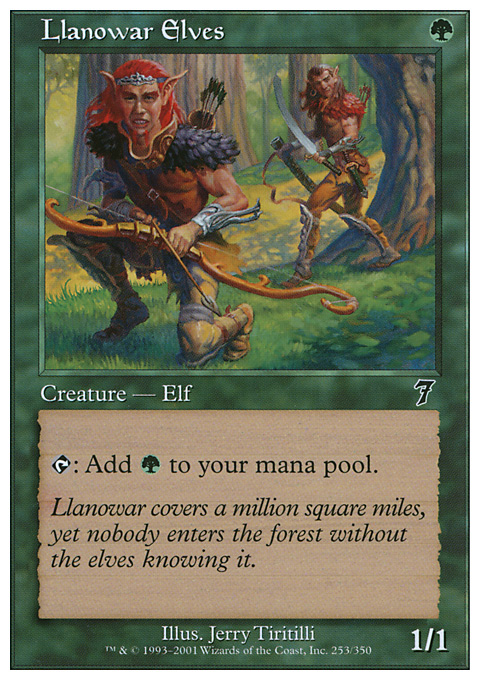 Llanowar Elves
Creature — Elf
7
: Add to your mana pool.
Llanowar covers a million square miles,
yet nobody enters the forest without
the elves knowing it.
Illus. Jerry Tiritilli
™ & © 1993-2001 Wizards of the Coast, Inc. 253/350
1/1